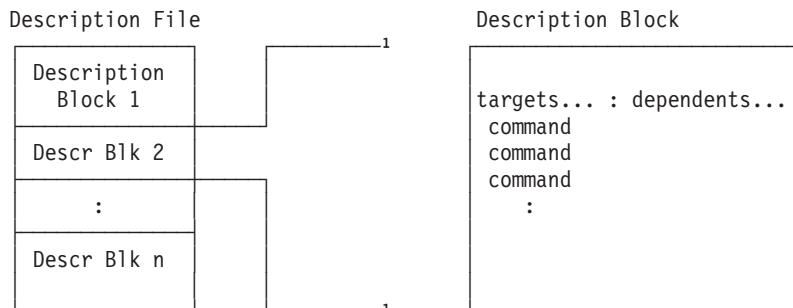 Description File
Description Block
1
Description
Block 1
targets... : dependents...
command
Descr Blk 2
command
command
:
:
Descr Blk n
1